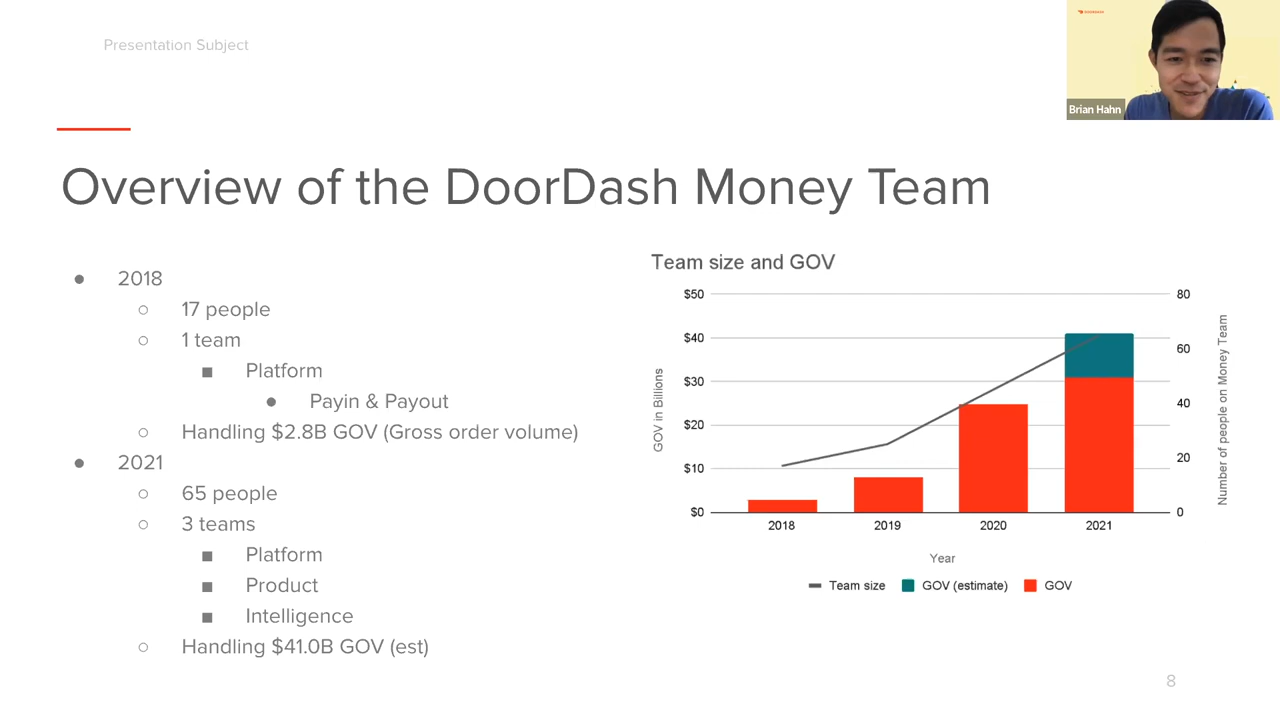 Presentation Subject
Brian Hahn
Overview of the DoorDash Money Team
● 2018
○ 17 people
○ 1 team
■ Platform
● Payin & Payout
○ Handling $2.8B GOV (Gross order volume)
● 2021
○ 65 people
○ 3 teams
■ Platform
■ Product
■ Intelligence
○ Handling $41.0B GOV (est)
Team size and GOV
GOV in Billions
$50
$40
$30
$20
$10
$0
80
60
40
20
0
Number of people on Money Team
2018 2019 2020 2021
Year
Team size GOV (estimate) GOV
8